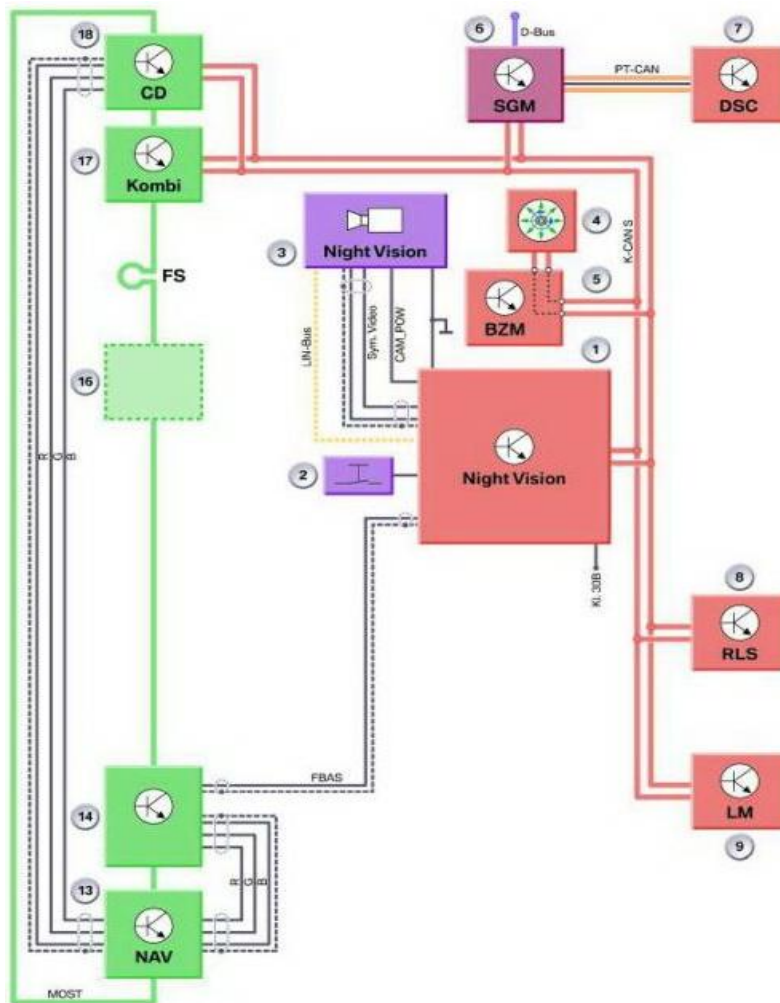 18
CD
17
Kombi
FS
16
R
G
B
14
13
NAV
MOST
R
G
B
FBAS
6
D-Bus
SGM
PT-CAN
7
DSC
3
Night Vision
4
K-CAN S
5
BZM
LIN-Bus
Sym. Video
CAM_POW
1
Night Vision
2
Kl. 30B
8
RLS
LM
9